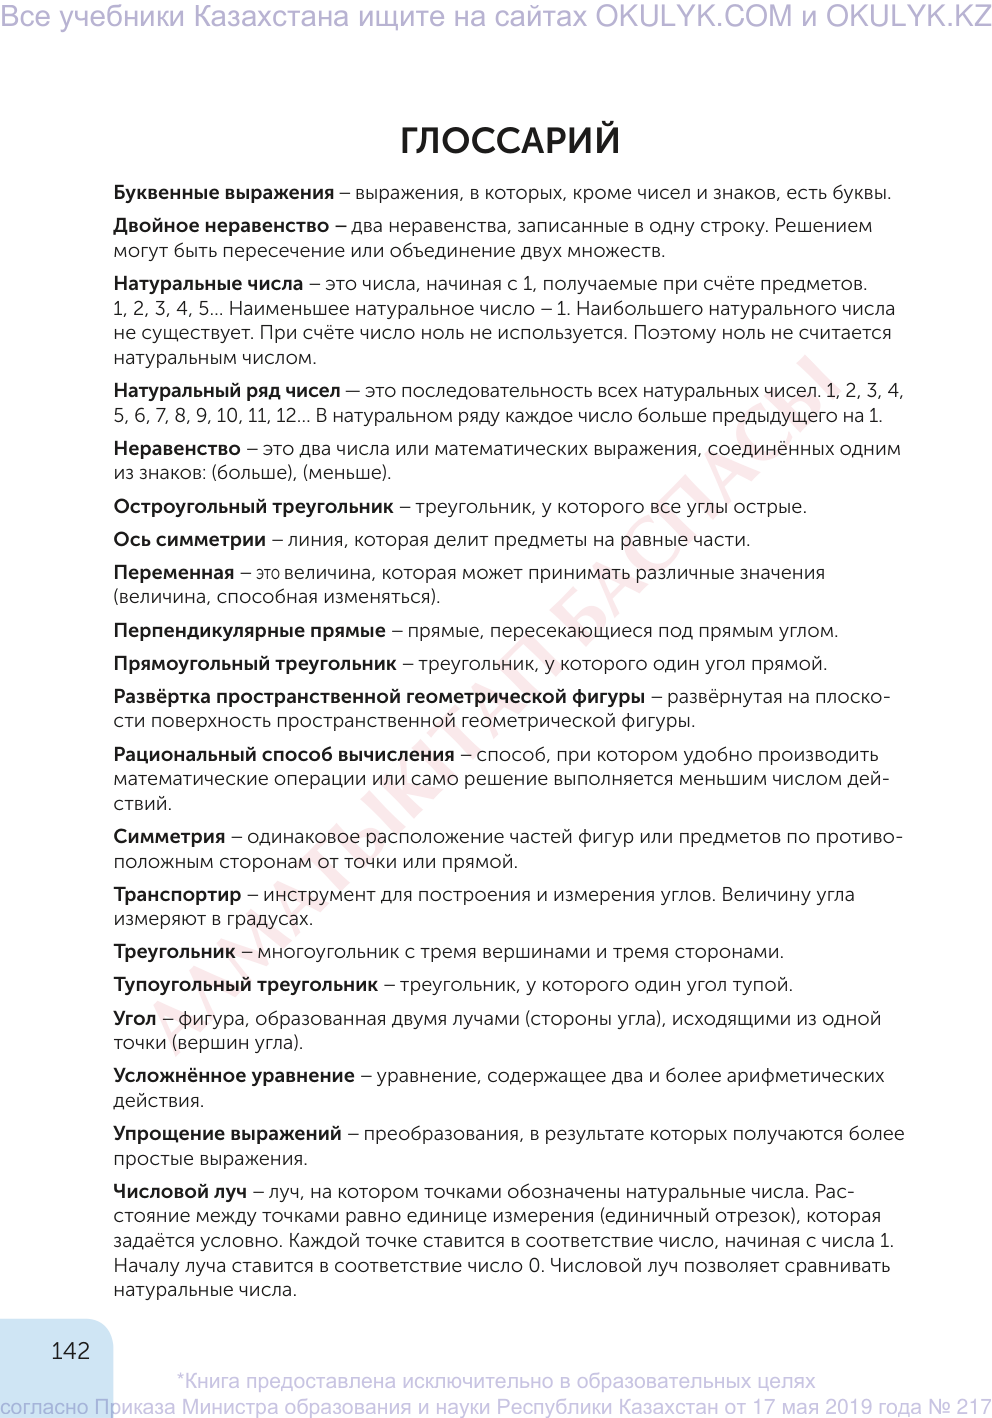 Все учебники Казахстана ищите на сайтах OKULYK.COM и OKULYK.KZ
ГЛОССАРИЙ
Буквенные выражения – выражения, в которых, кроме чисел и знаков, есть буквы.
Двойное неравенство – два неравенства, записанные в одну строку. Решением
могут быть пересечение или объединение двух множеств.
Натуральные числа – это числа, начиная с 1, получаемые при счёте предметов.
1, 2, 3, 4, 5... Наименьшее натуральное число – 1. Наибольшего натурального числа
не существует. При счёте число ноль не используется. Поэтому ноль не считается
натуральным числом.
Натуральный ряд чисел — это последовательность всех натуральных чисел. 1, 2, 3, 4,
5, 6, 7, 8, 9, 10, 11, 12... В натуральном ряду каждое число больше предыдущего на 1.
Неравенство – это два числа или математических выражения, соединённых одним
из знаков: (больше), (меньше).
Остроугольный треугольник – треугольник, у которого все углы острые.
Ось симметрии – линия, которая делит предметы на равные части.
Переменная – это величина, которая может принимать различные значения
(величина, способная изменяться).
Перпендикулярные прямые – прямые, пересекающиеся под прямым углом.
Прямоугольный треугольник – треугольник, у которого один угол прямой.
Развёртка пространственной геометрической фигуры – развёрнутая на плоско-
сти поверхность пространственной геометрической фигуры.
Рациональный способ вычисления – способ, при котором удобно производить
математические операции или само решение выполняется меньшим числом дей-
ствий.
Симметрия – одинаковое расположение частей фигур или предметов по противо-
положным сторонам от точки или прямой.
Транспортир – инструмент для построения и измерения углов. Величину угла
измеряют в градусах.
Треугольник – многоугольник с тремя вершинами и тремя сторонами.
Тупоугольный треугольник – треугольник, у которого один угол тупой.
Угол – фигура, образованная двумя лучами (стороны угла), исходящими из одной
точки (вершин угла).
Усложнённое уравнение – уравнение, содержащее два и более арифметических
действия.
Упрощение выражений – преобразования, в результате которых получаются более
простые выражения.
Числовой луч – луч, на котором точками обозначены натуральные числа. Рас-
стояние между точками равно единице измерения (единичный отрезок), которая
задаётся условно. Каждой точке ставится в соответствие число, начиная с числа 1.
Началу луча ставится в соответствие число 0. Числовой луч позволяет сравнивать
натуральные числа.
АЛМАТЫКІТАП БАСПАСЫ
142
*Книга предоставлена исключительно в образовательных целях
согласно Приказа Министра образования и науки Республики Казахстан от 17 мая 2019 года № 217